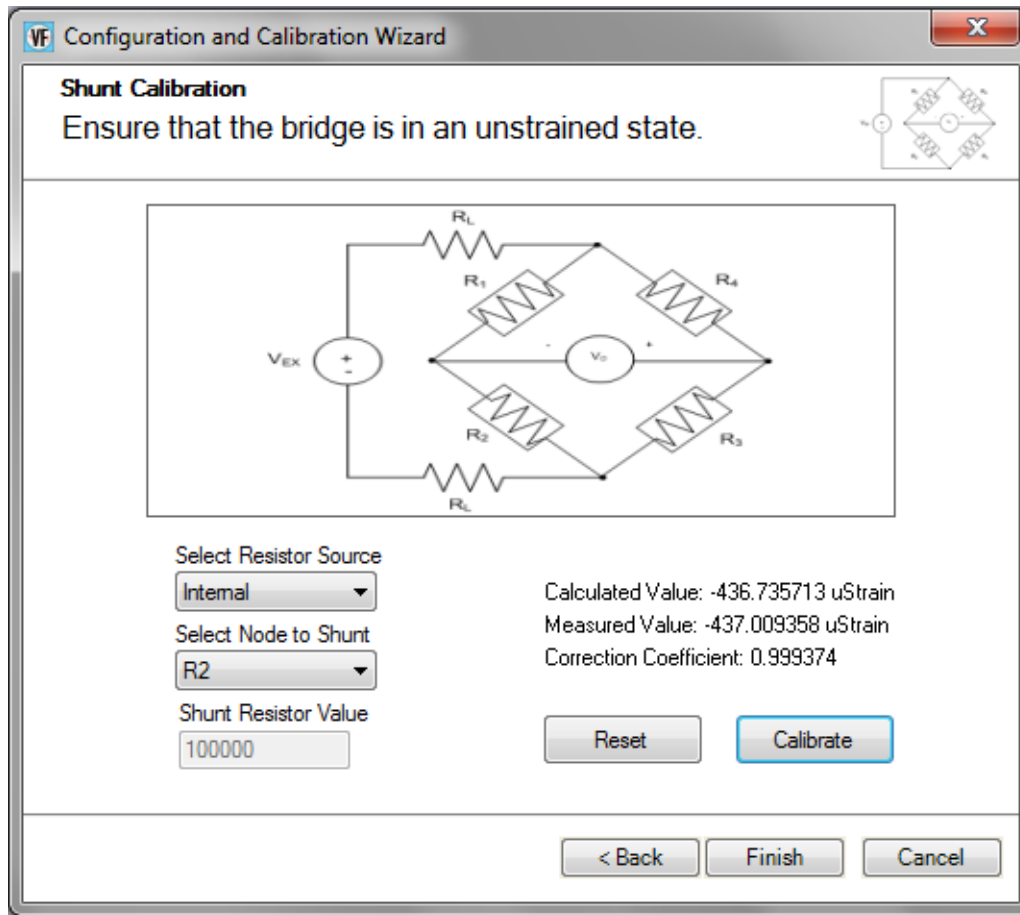 VF Configuration and Calibration Wizard
X
Shunt Calibration
Ensure that the bridge is in an unstrained state.
RL
R1
R4
VEX
+
-
-
+
VO
R2
R3
RL
Select Resistor Source
Internal
Select Node to Shunt
R2
Shunt Resistor Value
100000
Calculated Value: -436.735713 uStrain
Measured Value: -437.009358 uStrain
Correction Coefficient: 0.999374
Reset
Calibrate
< Back
Finish
Cancel